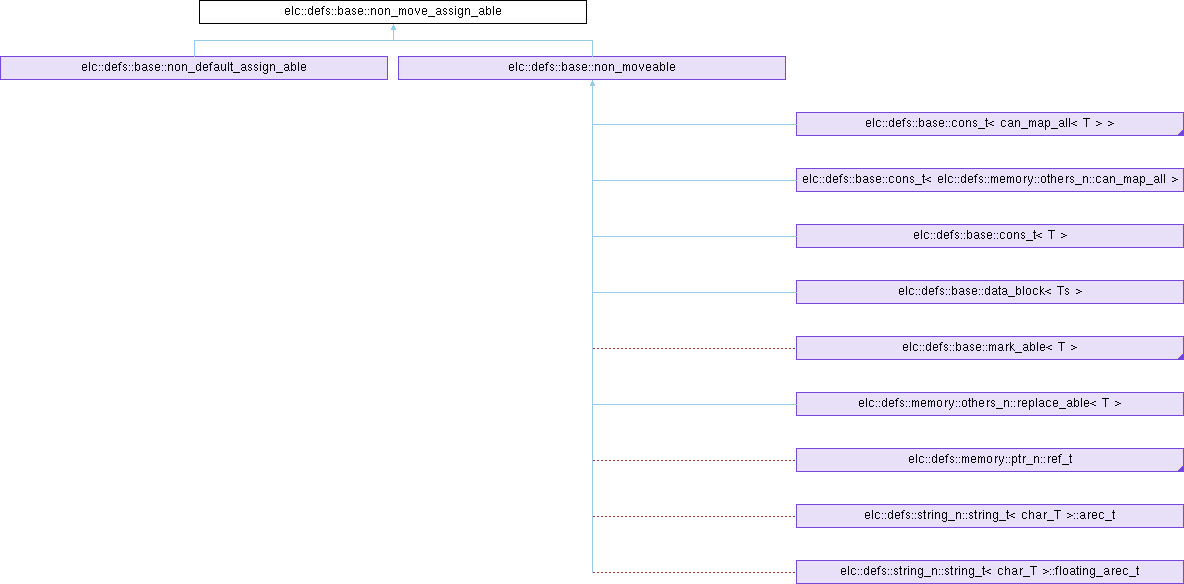 elc::defs::base::non_move_assign_able
elc::defs::base::non_default_assign_able
elc::defs::base::non_moveable
elc::defs::base::cons_t< can_map_all< T > >
elc::defs::base::cons_t< elc::defs::memory::others_n::can_map_all >
elc::defs::base::cons_t< T >
elc::defs::base::data_block< Ts >
elc::defs::base::mark_able< T >
elc::defs::memory::others_n::replace_able< T >
elc::defs::memory::ptr_n::ref_t
elc::defs::string_n::string_t< char_T >::arec_t
elc::defs::string_n::string_t< char_T >::floating_arec_t